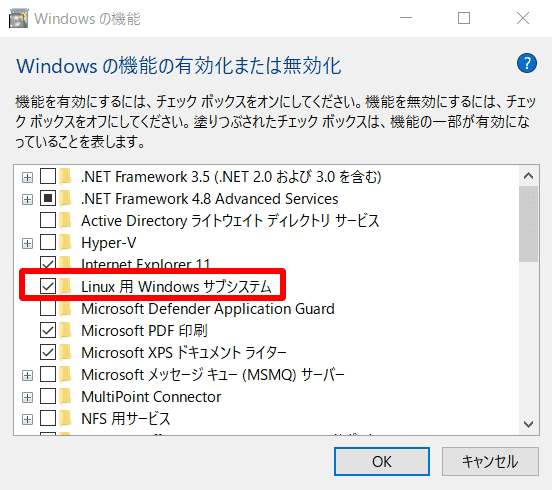 Windows の機能
Windows の機能の有効化または無効化
?
機能を有効にするには、チェック ボックスをオンにしてください。機能を無効にするには、チェッ
ク ボックスをオフにしてください。塗りつぶされたチェック ボックスは、機能の一部が有効になっ
ていることを表します。
.NET Framework 3.5 (.NET 2.0 および 3.0 を含む)
.NET Framework 4.8 Advanced Services
Active Directory ライトウェイト ディレクトリ サービス
Hyper-V
Internet Explorer 11
Linux 用 Windows サブシステム
Microsoft Defender Application Guard
Microsoft PDF 印刷
Microsoft XPS ドキュメント ライター
Microsoft メッセージ キュー (MSMQ) サーバー
MultiPoint Connector
NFS 用サービス
OK
キャンセル